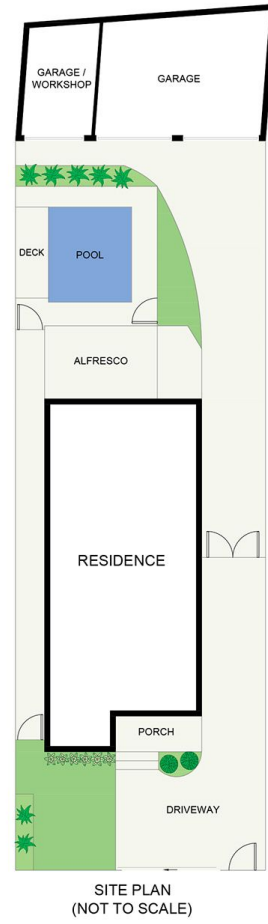 GARAGE /
WORKSHOP
GARAGE
DECK
POOL
ALFRESCO
RESIDENCE
PORCH
DRIVEWAY
SITE PLAN
(NOT TO SCALE)